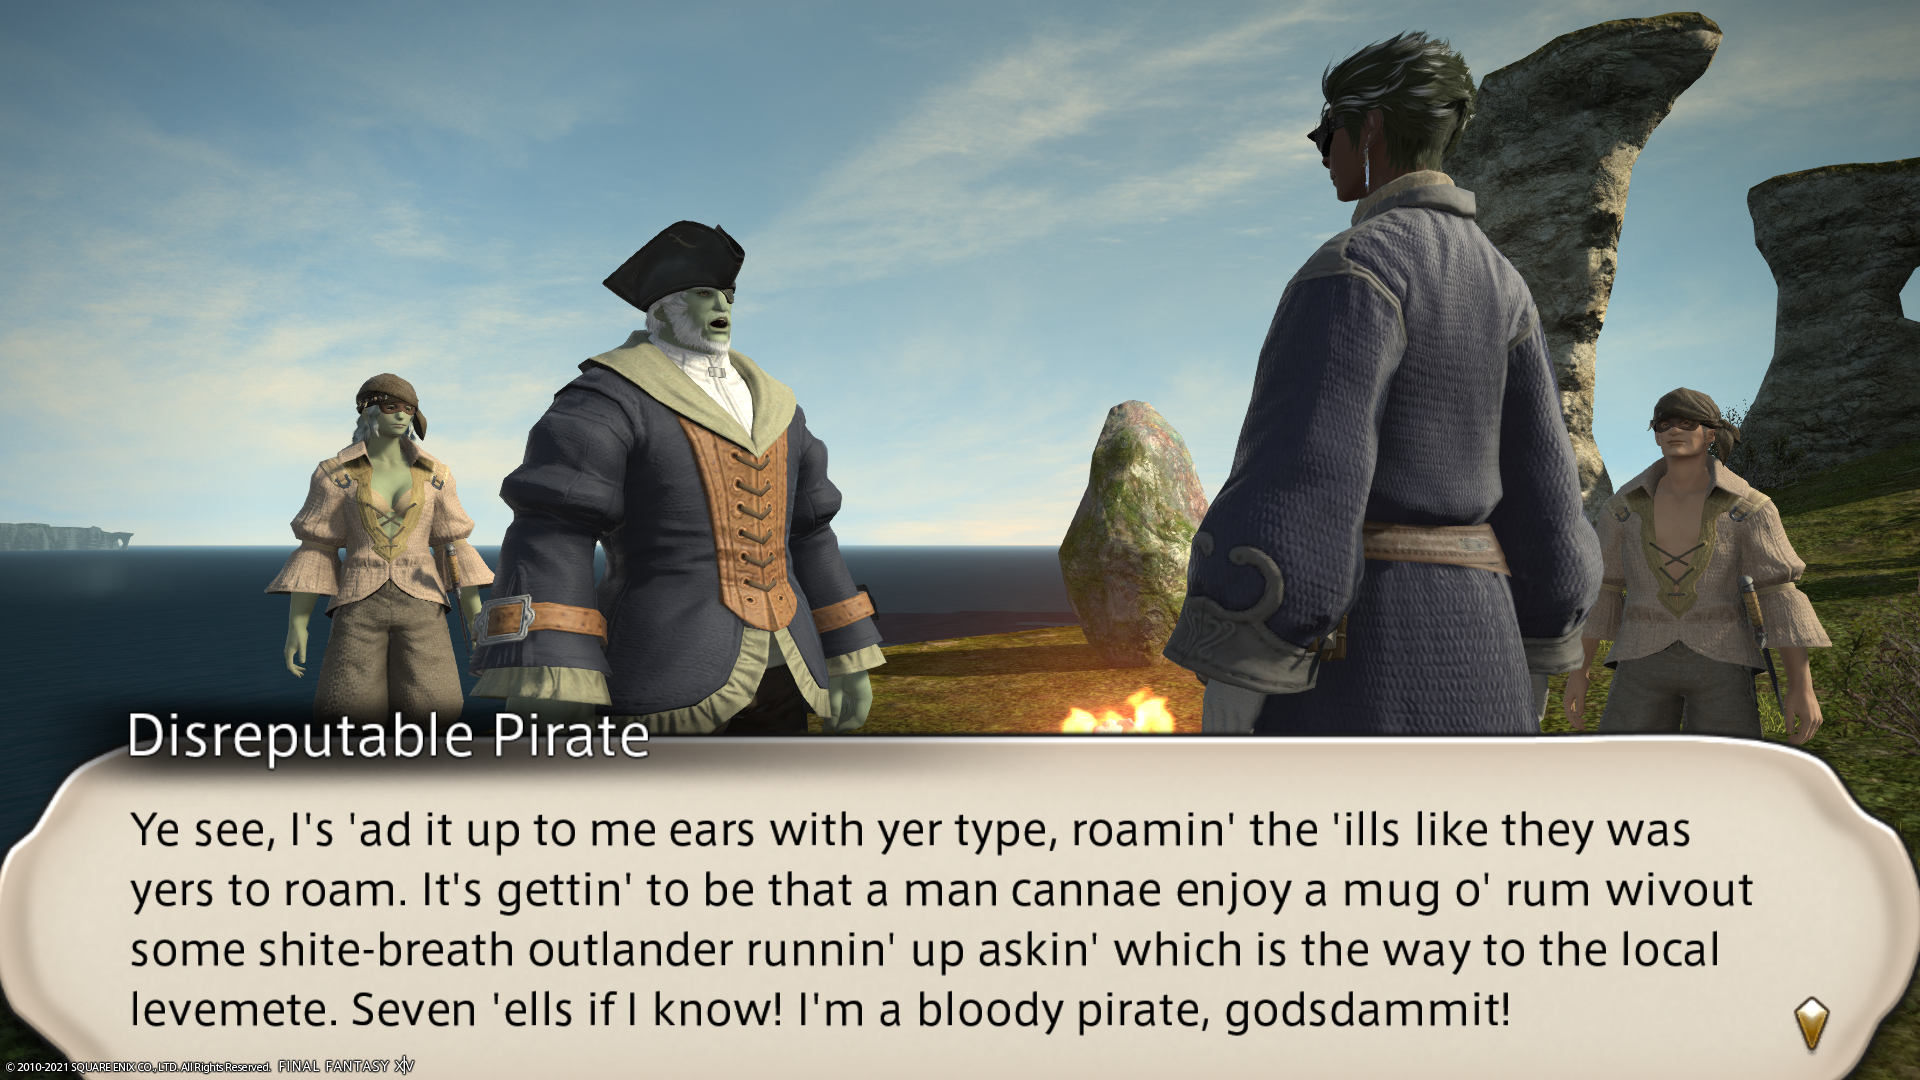 Disreputable Pirate
Ye see, I's 'ad it up to me ears with yer type, roamin' the 'ills like they was
yers to roam. It's gettin' to be that a man cannae enjoy a mug o' rum wivout
some shite-breath outlander runnin' up askin' which is the way to the local
levemete. Seven 'ells if I know! I'm a bloody pirate, godsdammit!
© 2010-2021 SQUARE ENIX CO., LTD. All Rights Reserved. FINAL FANTASY XIV